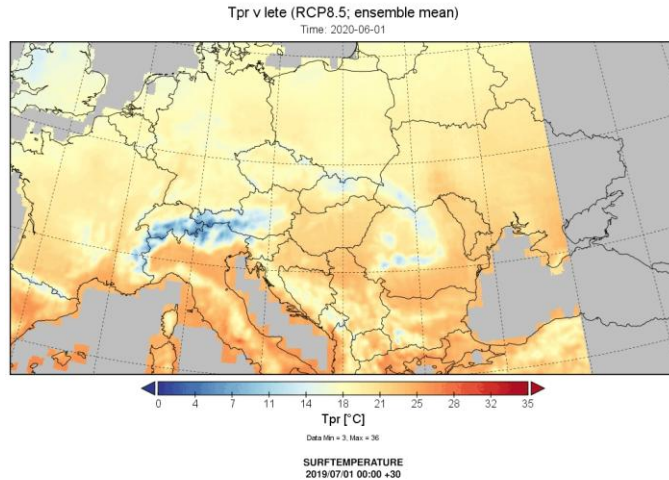 Tpr v lete (RCP8.5; ensemble mean)
Time: 2020-06-01
0 4 7 11 14 18 21 25 28 32 35
Tpr [°C]
Data Min = 3, Max = 36
SURFTEMPERATURE
2019/07/01 00:00 +30